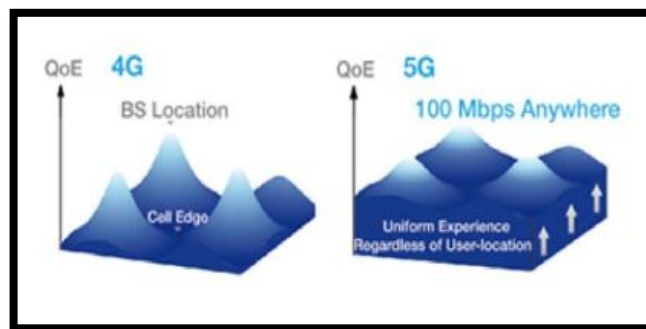 QoE 4G
BS Location
Cell Edge
QoE 5G
100 Mbps Anywhere
Uniform Experience
Regardless of User-location